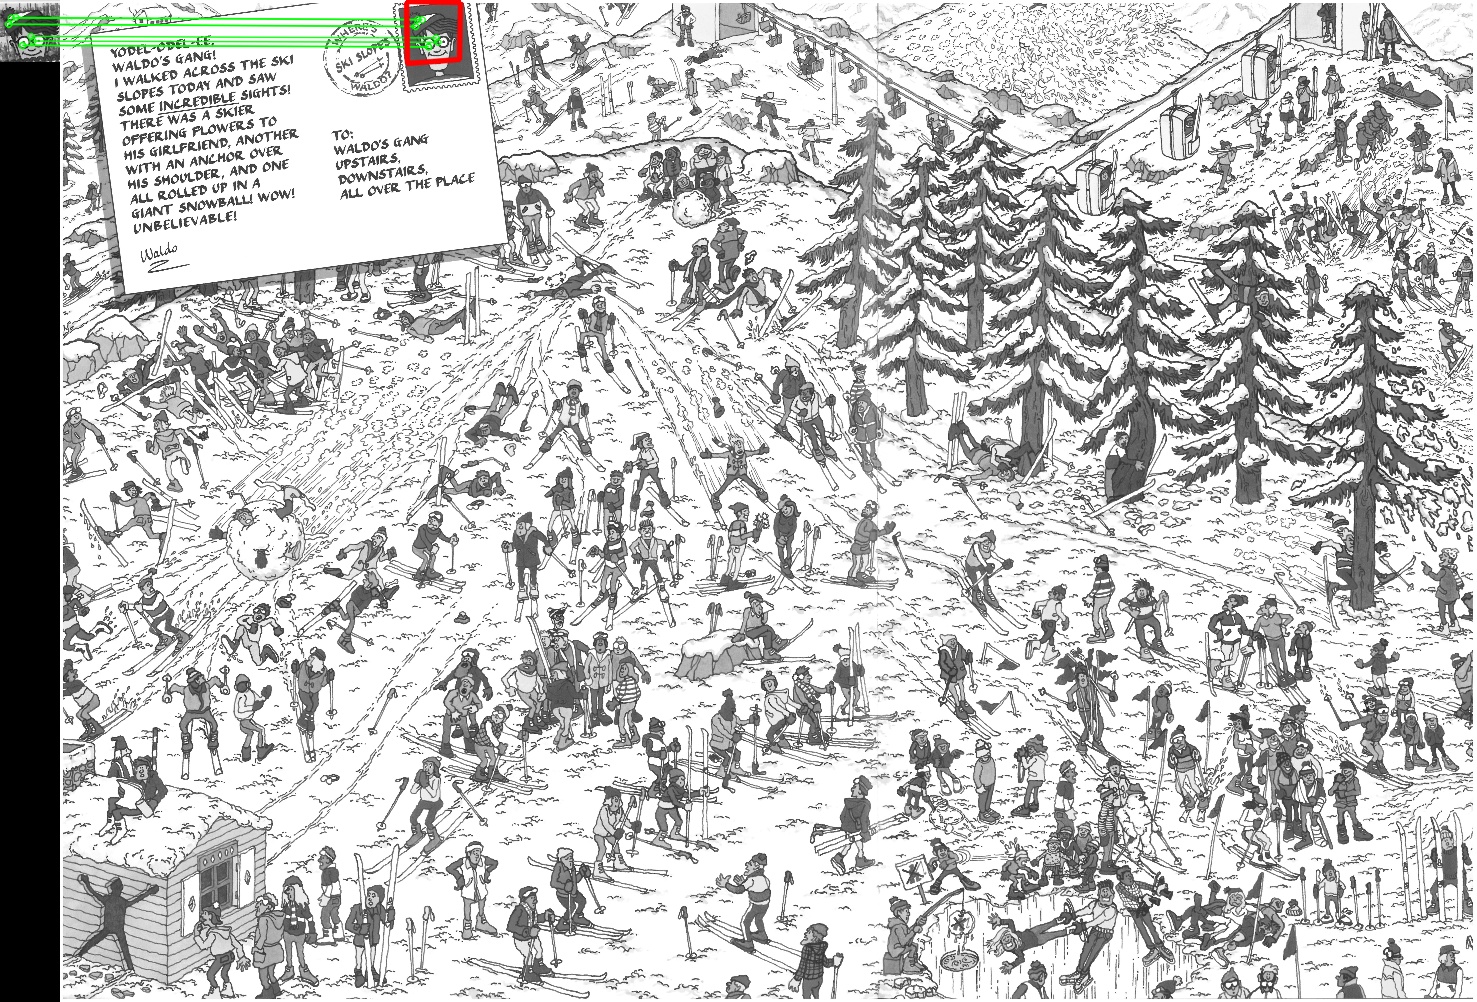 YODEL-ODEL-EE,
WALDO'S GANG!
I WALKED ACROSS THE SKI
SLOPES TODAY AND SAW
SOME INCREDIBLE SIGHTS!
THERE WAS A SKIER
OFFERING FLOWERS TO
HIS GIRLFRIEND, ANOTHER
WITH AN ANCHOR OVER
HIS SHOULDER, AND ONE
ALL ROLLED UP IN A
GIANT SNOWBALL! WOW!
UNBELIEVABLE!
Waldo
WHERE'S
SKI SLOPES
WALDO?
TO:
WALDO'S GANG
UPSTAIRS,
DOWNSTAIRS,
ALL OVER THE PLACE